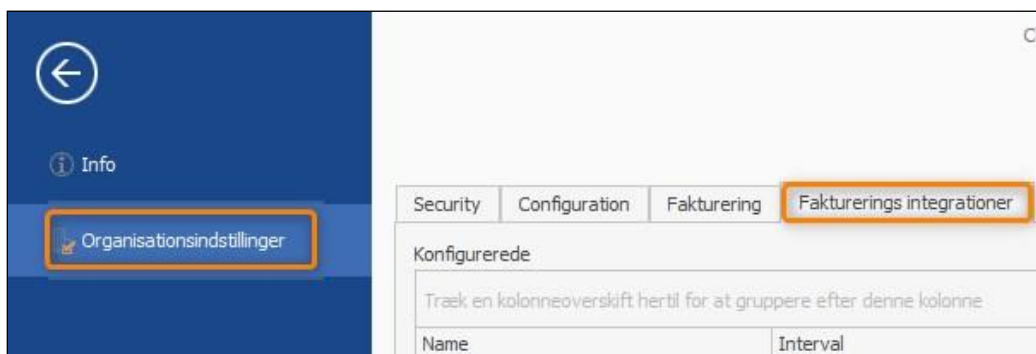 Info
Organisationsindstillinger
Security Configuration Fakturering Fakturerings integrationer
Konfigurerede
Træk en kolonneoverskift hertil for at gruppere efter denne kolonne
Name Interval